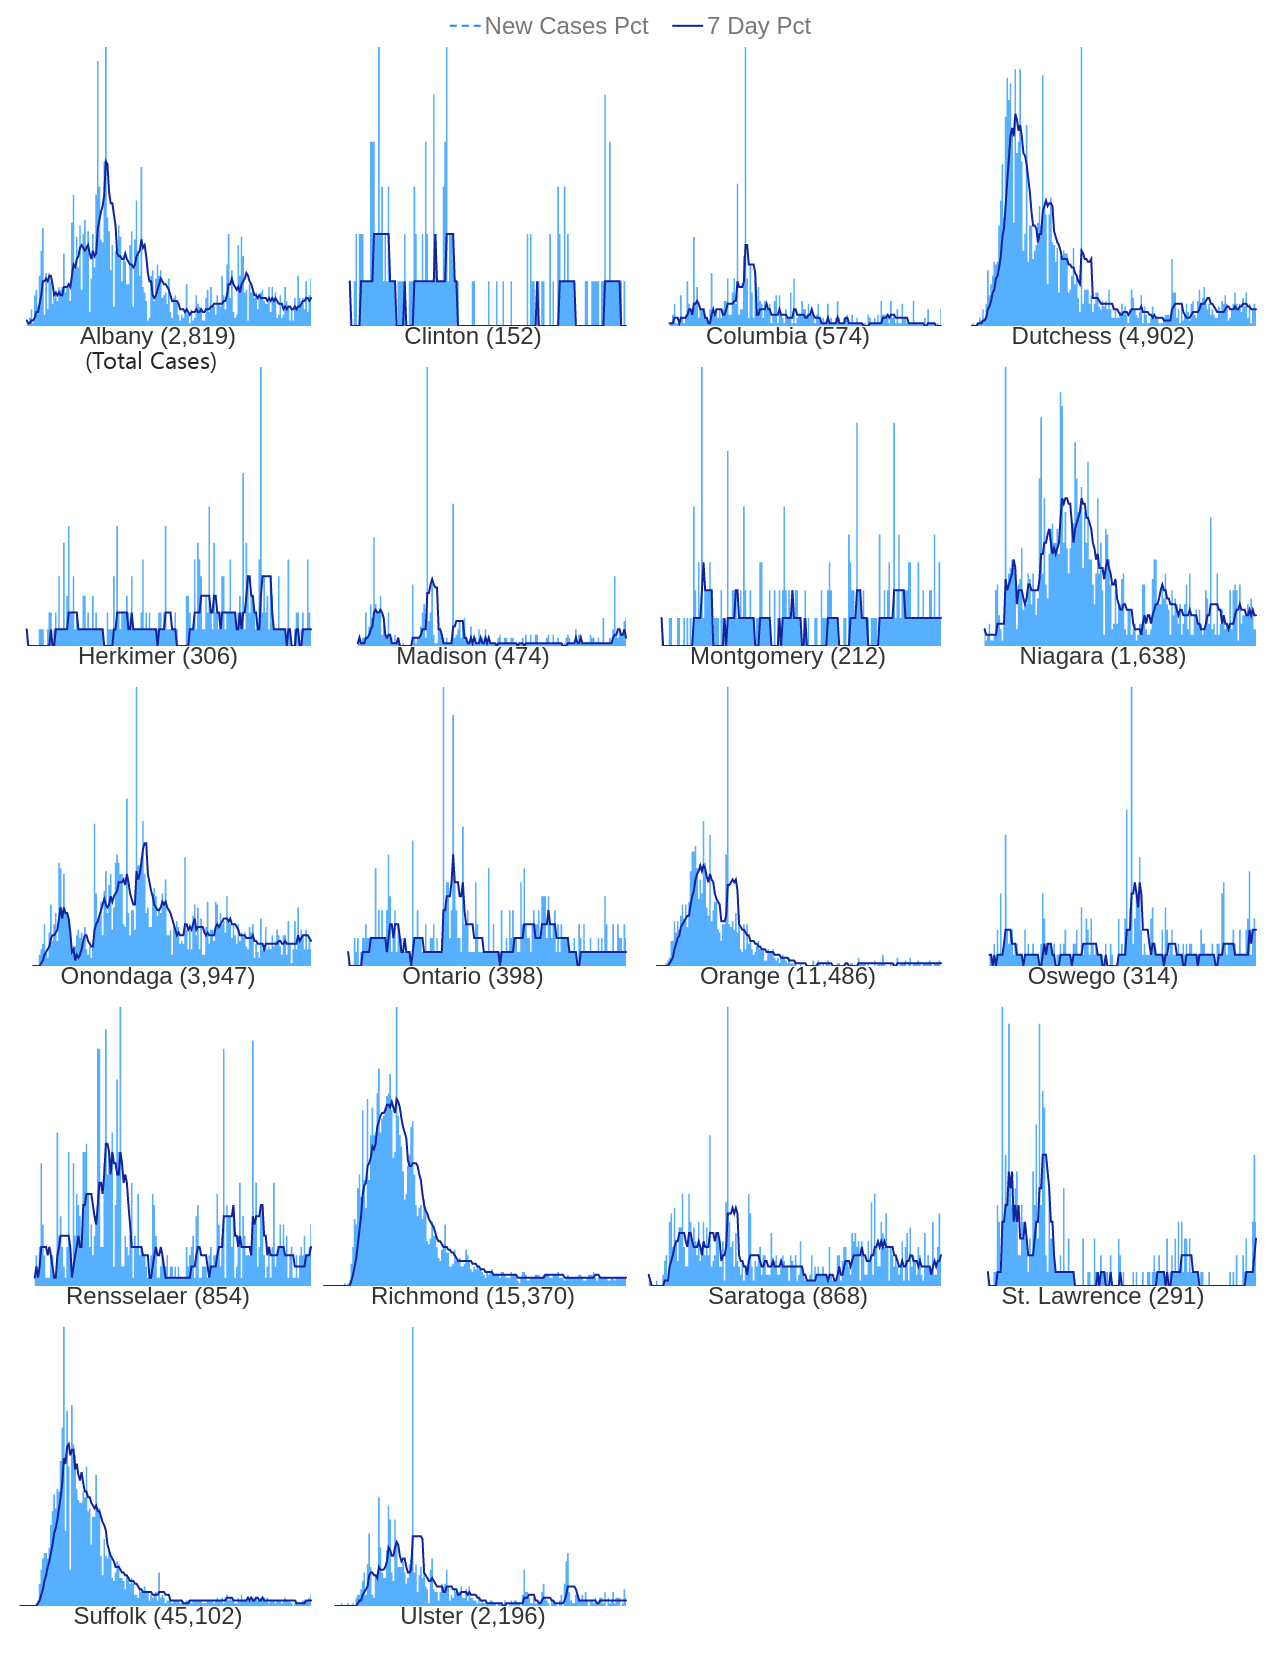 New Cases Pct 7 Day Pct
Albany (2,819) Clinton (152) Columbia (574) Dutchess (4,902)
(Total Cases)
Herkimer (306) Madison (474) Montgomery (212) Niagara (1,638)
Onondaga (3,947) Ontario (398) Orange (11,486) Oswego (314)
Rensselaer (854) Richmond (15,370) Saratoga (868) St. Lawrence (291)
Suffolk (45,102) Ulster (2,196)